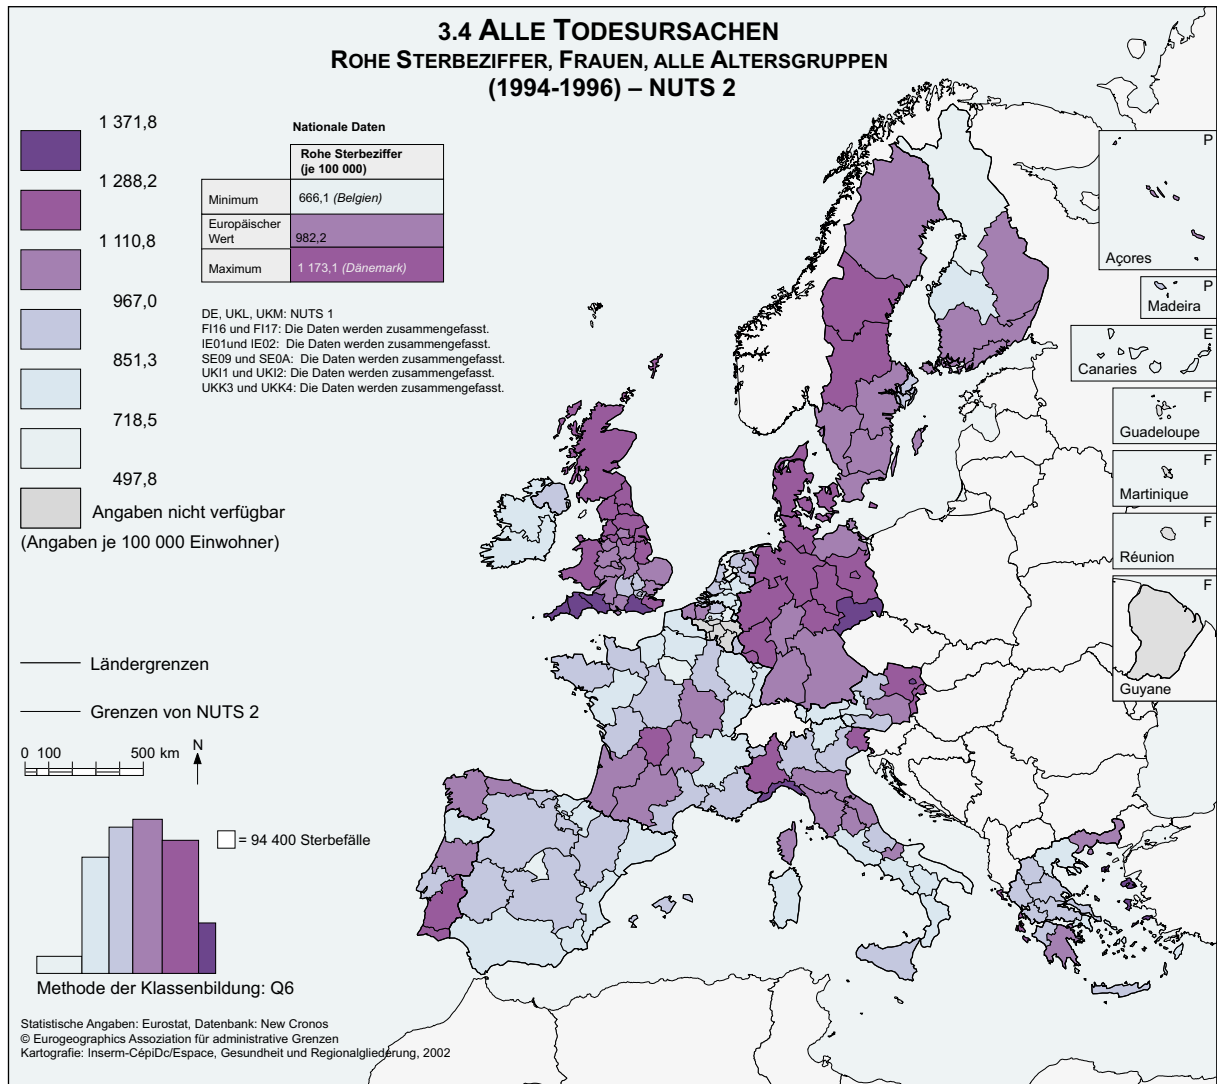 3.4 ALLE TODESURSACHEN
ROHE STERBEZIFFER, FRAUEN, ALLE ALTERSGRUPPEN
(1994-1996) – NUTS 2
1 371,8
1 288,2
1 110,8
967,0
851,3
718,5
497,8
Angaben nicht verfügbar
(Angaben je 100 000 Einwohner)
Nationale Daten
Rohe Sterbeziffer
(je 100 000)
Minimum
666,1 (Belgien)
Europäischer
Wert
982,2
Maximum
1 173,1 (Dänemark)
DE, UKL, UKM: NUTS 1
FI16 und FI17: Die Daten werden zusammengefasst.
IE01und IE02: Die Daten werden zusammengefasst.
SE09 und SE0A: Die Daten werden zusammengefasst.
UKI1 und UKI2: Die Daten werden zusammengefasst.
UKK3 und UKK4: Die Daten werden zusammengefasst.
P
Açores
P
Madeira
E
Canaries
F
Guadeloupe
F
Martinique
F
Réunion
F
Guyane
Ländergrenzen
Grenzen von NUTS 2
0 100 500 km
N
= 94 400 Sterbefälle
Methode der Klassenbildung: Q6
Statistische Angaben: Eurostat, Datenbank: New Cronos
© Eurogeographics Assoziation für administrative Grenzen
Kartografie: Inserm-CépiDc/Espace, Gesundheit und Regionalgliederung, 2002